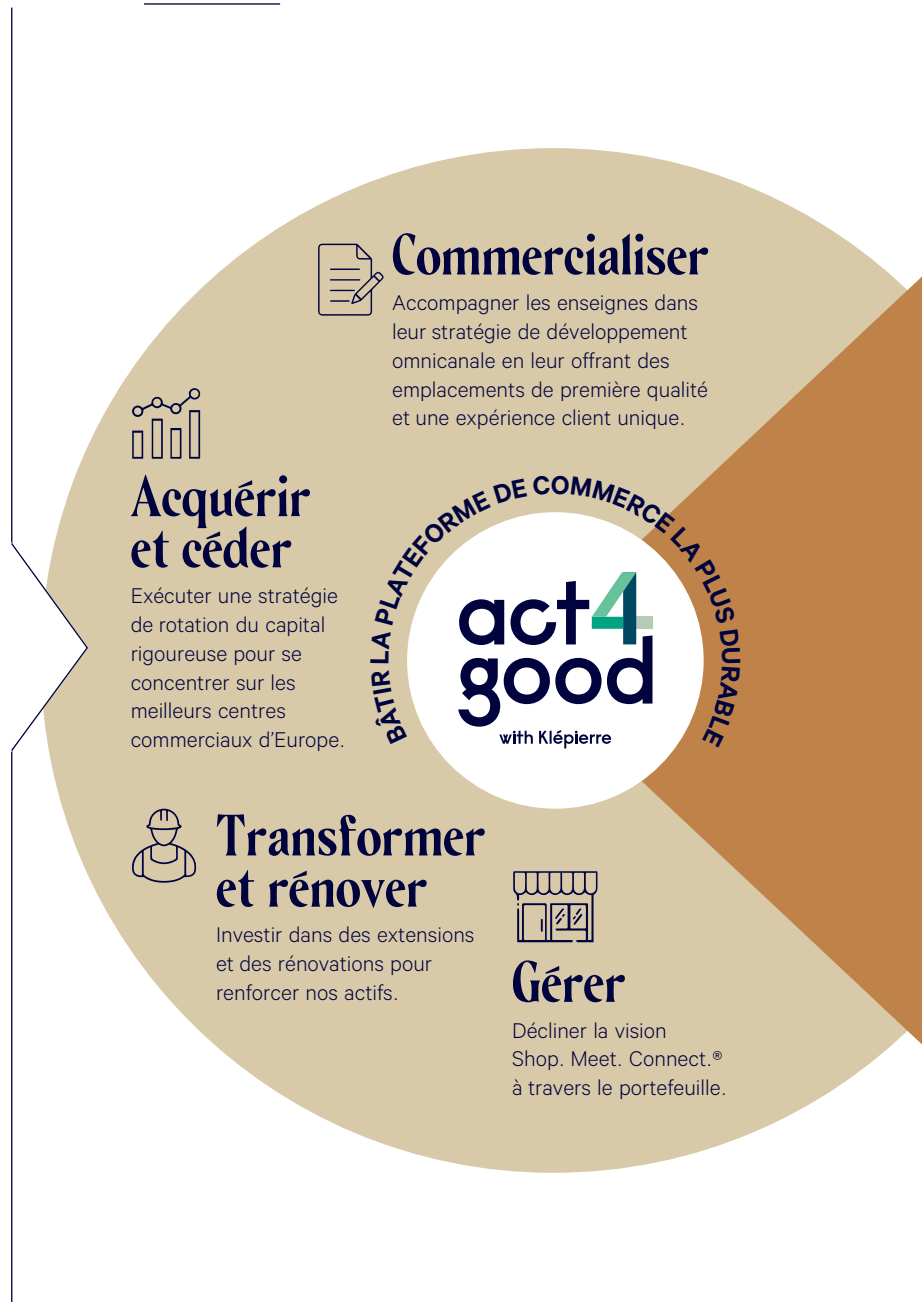 Commercialiser
Accompagner les enseignes dans
leur stratégie de développement
omnicanale en leur offrant des
emplacements de première qualité
et une expérience client unique.
Acquérir
et céder
Exécuter une stratégie
de rotation du capital
rigoureuse pour se
concentrer sur les
meilleurs centres
commerciaux d’Europe.
BÂTIR LA PLATEFORME DE COMMERCE LA PLUS DURABLE
act4
good
with Klépierre
Transformer
et rénover
Investir dans des extensions
et des rénovations pour
renforcer nos actifs.
Gérer
Décliner la vision
Shop. Meet. Connect.®
à travers le portefeuille.